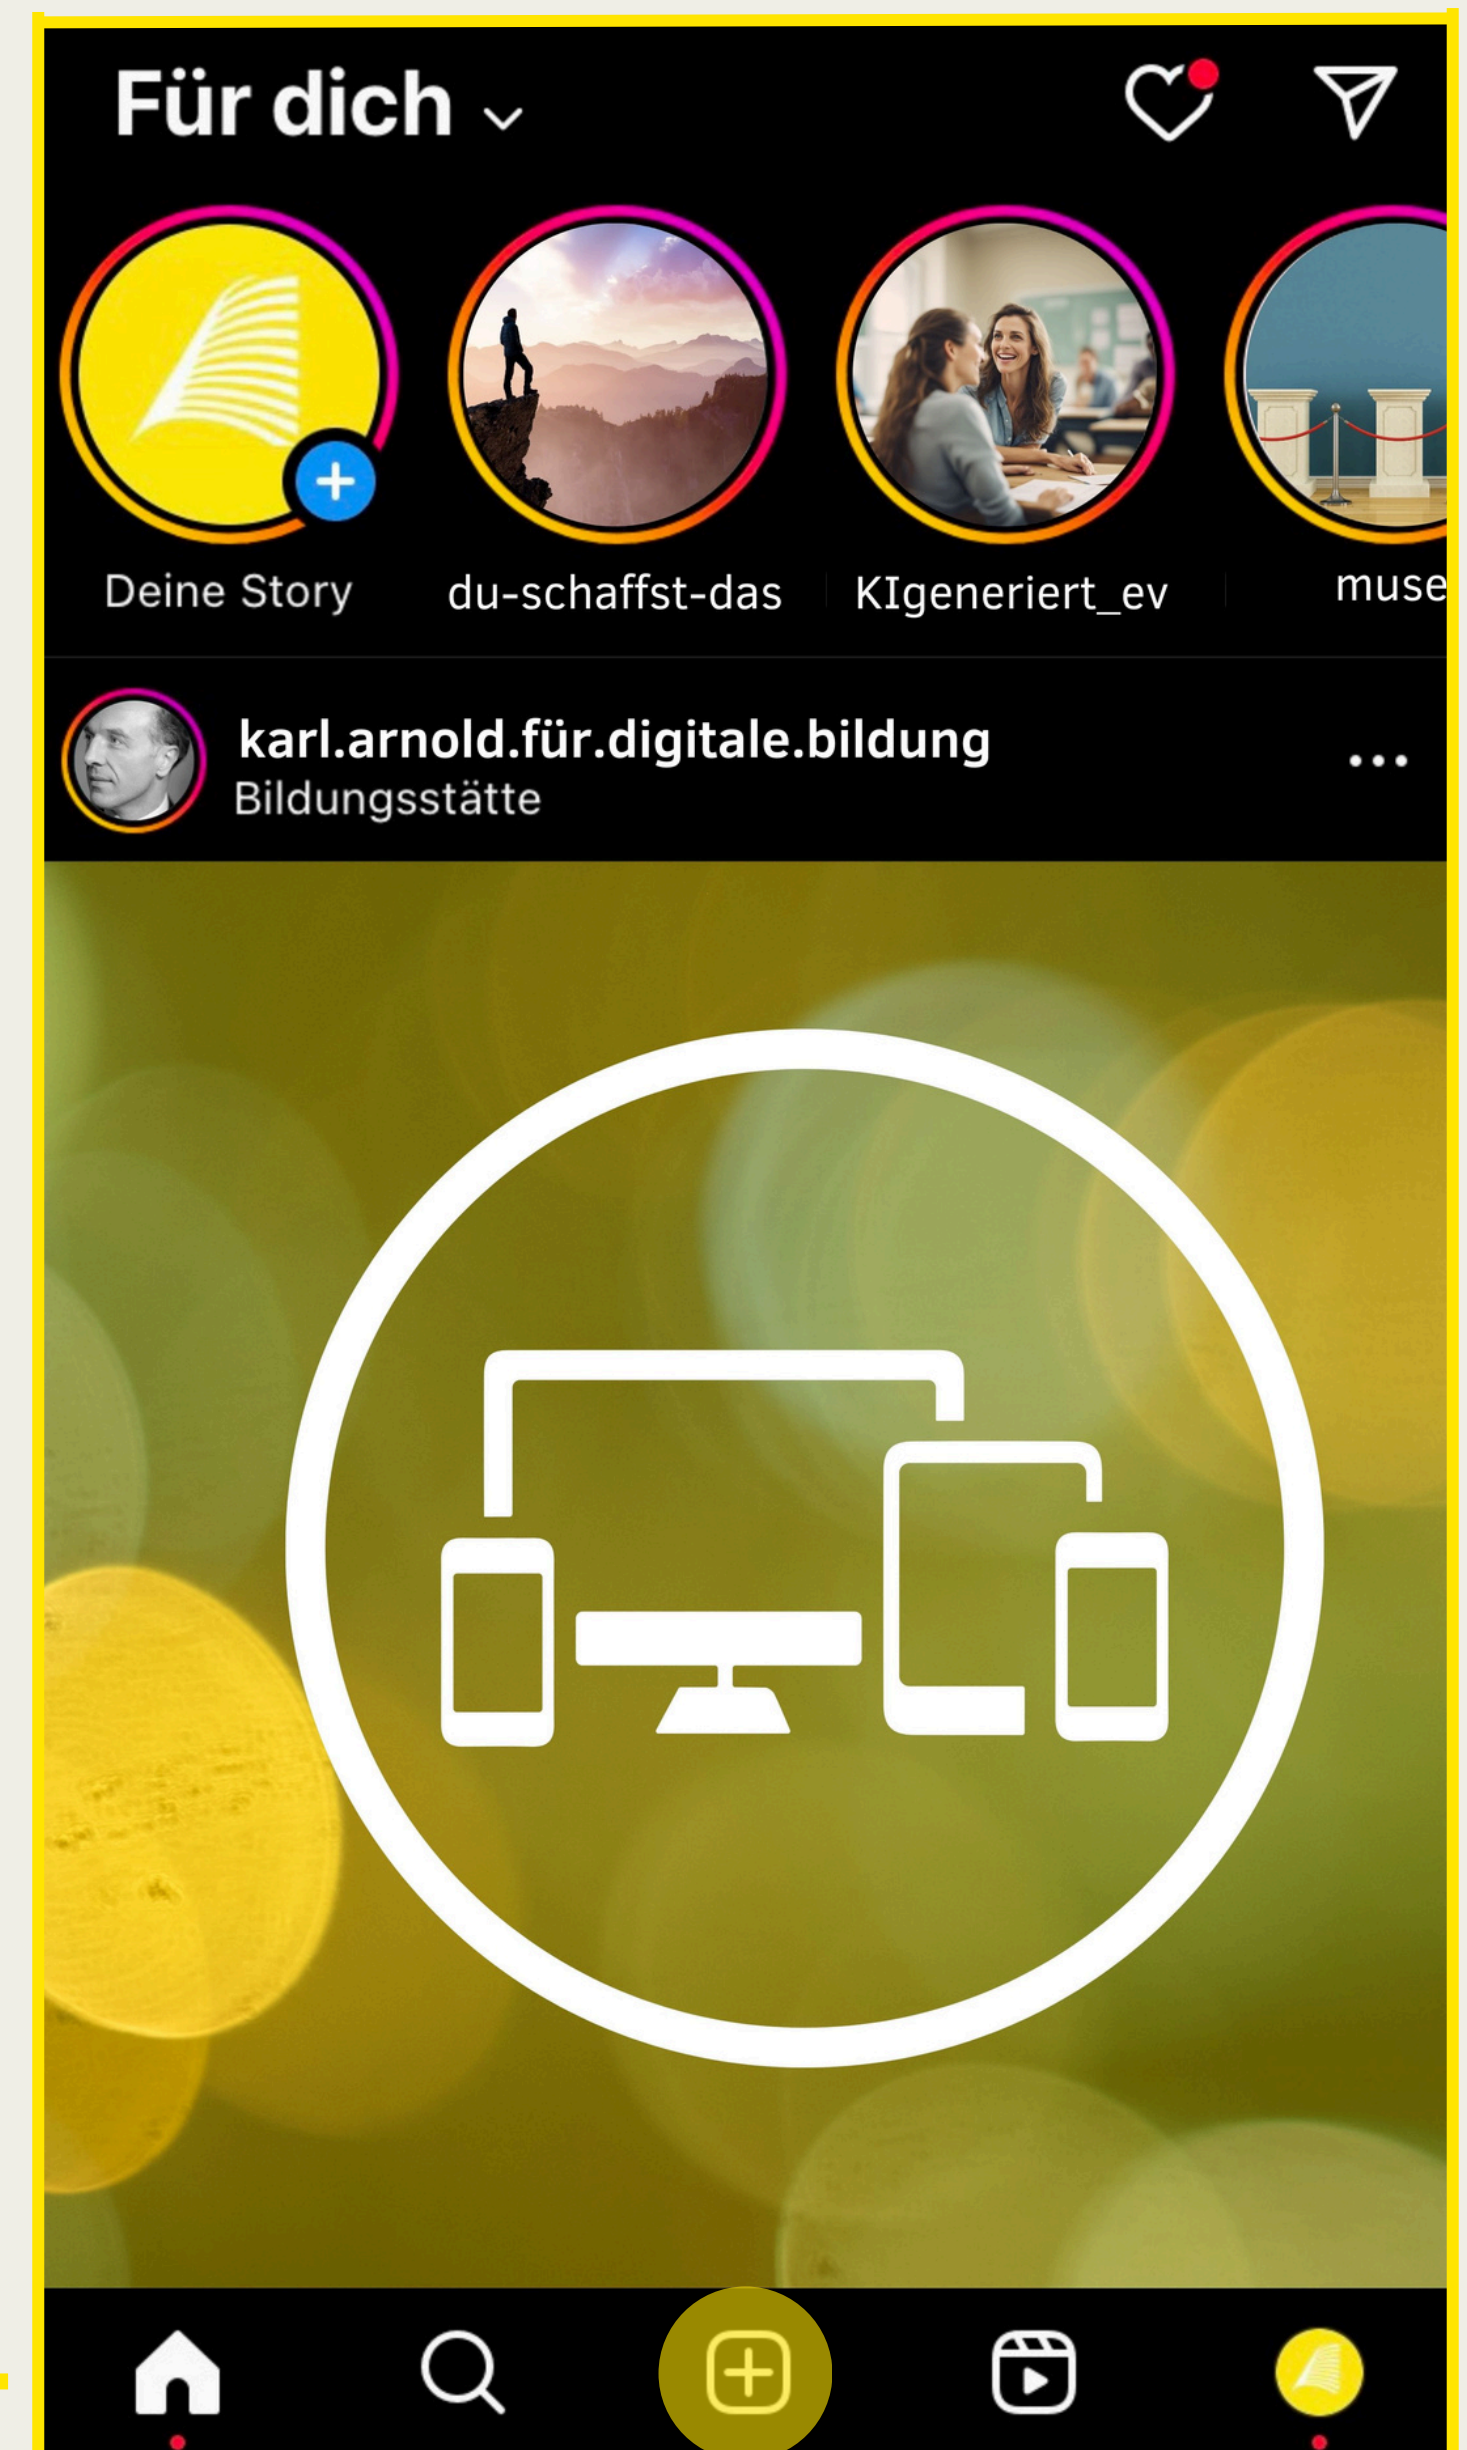 Für dich
Deine Story
du-schaffst-das
KIgeneriert_ev
muse
karl.arnold.für.digitale.bildung
Bildungsstätte